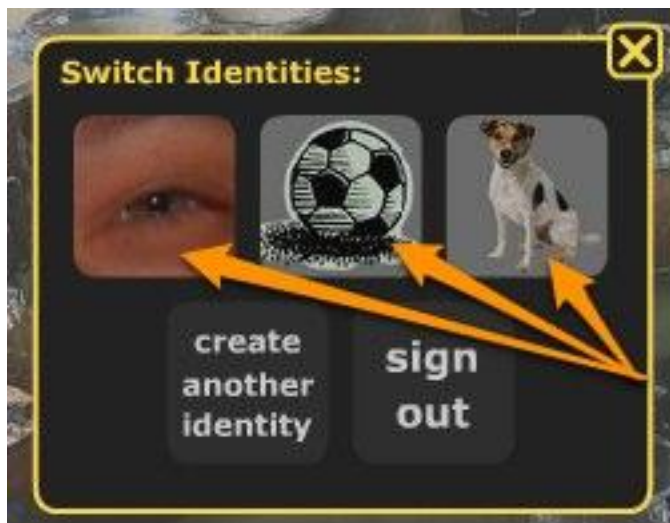 Switch Identities:
create
another
identity
sign
out